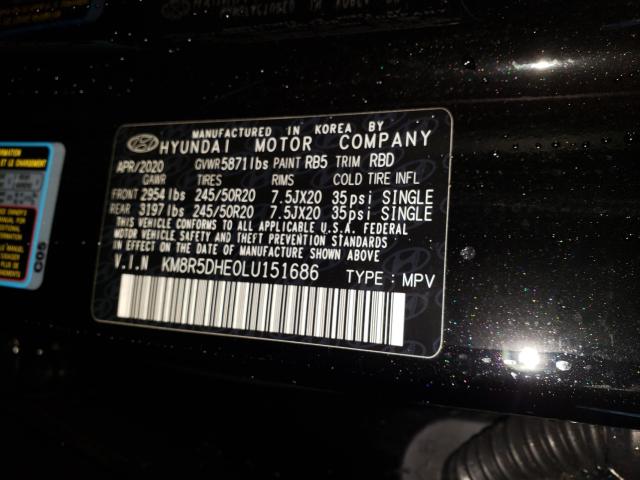 MANUFACTURED IN KOREA BY
HYUNDAI MOTOR COMPANY
APR/2020 GVWR 5871 lbs PAINT RB5 TRIM RBD
GAWR TIRES RIMS COLD TIRE INFL
FRONT 2954 lbs 245/50R20 7.5JX20 35psi SINGLE
REAR 3197 lbs 245/50R20 7.5JX20 35psi SINGLE
THIS VEHICLE CONFORMS TO ALL APPLICABLE U.S.A. FEDERAL
MOTOR VEHICLE SAFETY AND THEFT PREVENTION STANDARDS
IN EFFECT ON THE DATE OF MANUFACTURE SHOWN ABOVE
V.I.N KM8R5DHE0LU151686 TYPE : MPV
C05